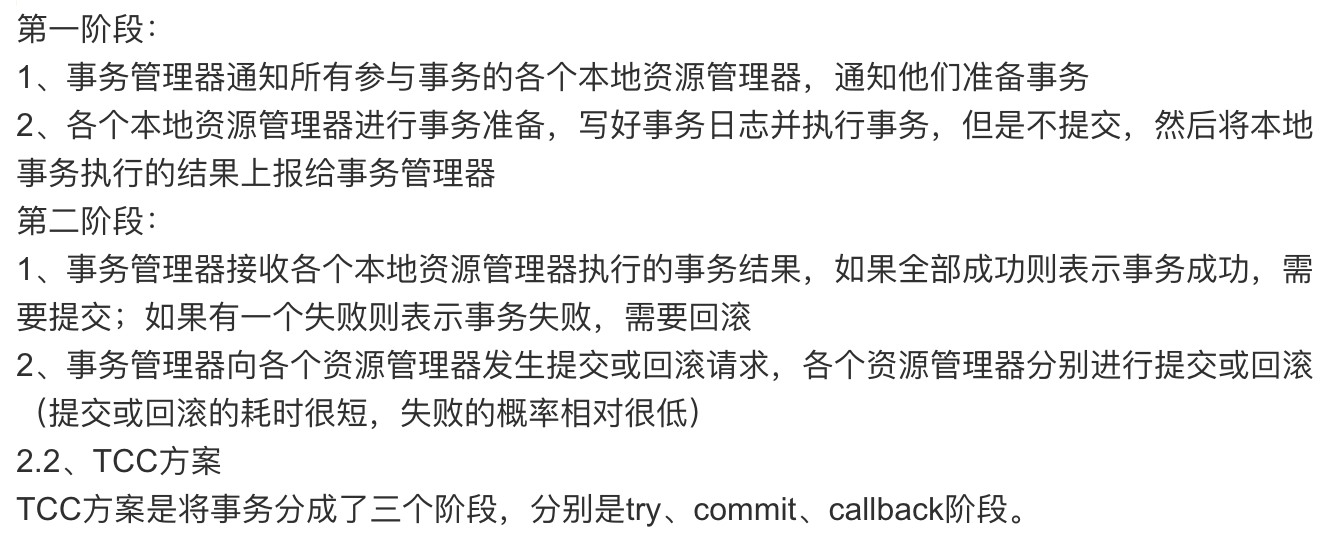 第一阶段：
1、事务管理器通知所有参与事务的各个本地资源管理器，通知他们准备事务
2、各个本地资源管理器进行事务准备，写好事务日志并执行事务，但是不提交，然后将本地
事务执行的结果上报给事务管理器
第二阶段：
1、事务管理器接收各个本地资源管理器执行的事务结果，如果全部成功则表示事务成功，需
要提交；如果有一个失败则表示事务失败，需要回滚
2、事务管理器向各个资源管理器发生提交或回滚请求，各个资源管理器分别进行提交或回滚
（提交或回滚的耗时很短，失败的概率相对很低）
2.2、TCC方案
TCC方案是将事务分成了三个阶段，分别是try、commit、callback阶段。